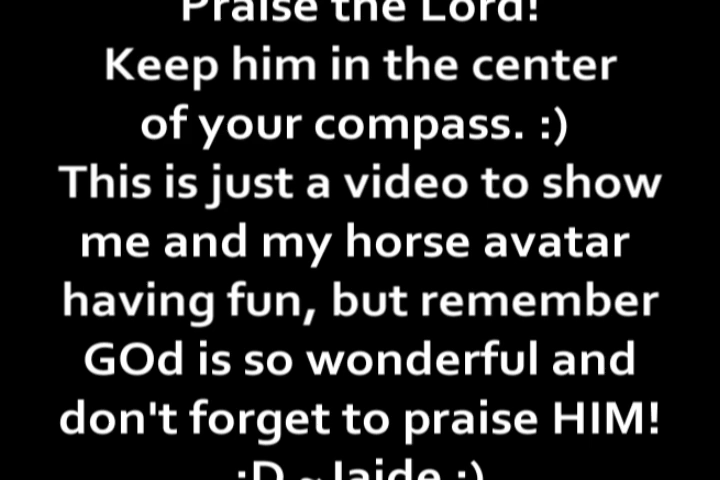 Praise the Lord!
Keep him in the center
of your compass. :)
This is just a video to show
me and my horse avatar
having fun, but remember
GOd is so wonderful and
don't forget to praise HIM!
:D ~ Jaide :)